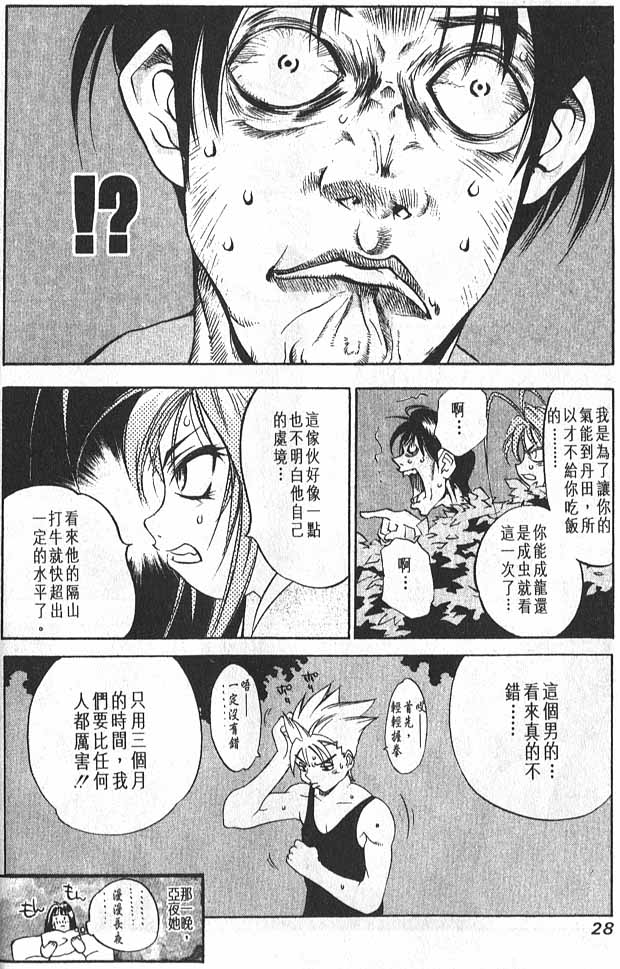 !?
我是為了讓你的
氣能到丹田，所
以才不給你吃飯
的……
啊…
你能成龍還
是成虫就看
這一次了…
啊…
這傢伙好像一點
也不明白他自己
的處境…
看來他的隔山
打牛就快超出
一定的水平了。
這個男的…
看來真的不
錯……
首先，
輕輕握拳
唔——
一定沒有錯
只用三個月
的時間，我
們要比任何
人都厲害!!
那一晚，
亞夜她
………
漫漫長夜
………
もん
もん
28